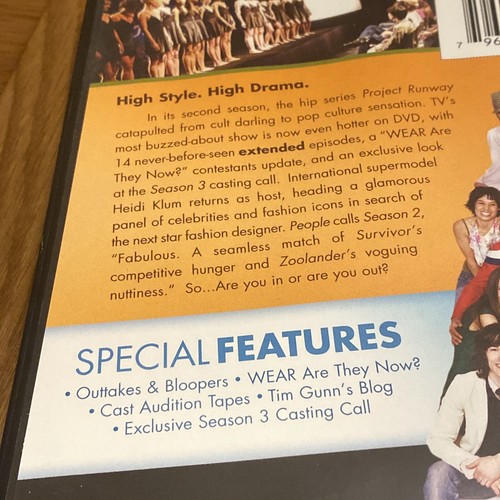 7 96
High Style. High Drama.
In its second season, the hip series Project Runway
catapulted from cult darling to pop culture sensation. TV's
most buzzed-about show is now even hotter on DVD, with
14 never-before-seen extended episodes, a "WEAR Are
They Now?" contestants update, and an exclusive look
at the Season 3 casting call. International supermodel
Heidi Klum returns as host, heading a glamorous
panel of celebrities and fashion icons in search of
the next star fashion designer. People calls Season 2,
"Fabulous. A seamless match of Survivor's
competitive hunger and Zoolander's voguing
nuttiness." So...Are you in or are you out?
SPECIAL FEATURES
• Outtakes & Bloopers • WEAR Are They Now?
• Cast Audition Tapes • Tim Gunn's Blog
• Exclusive Season 3 Casting Call